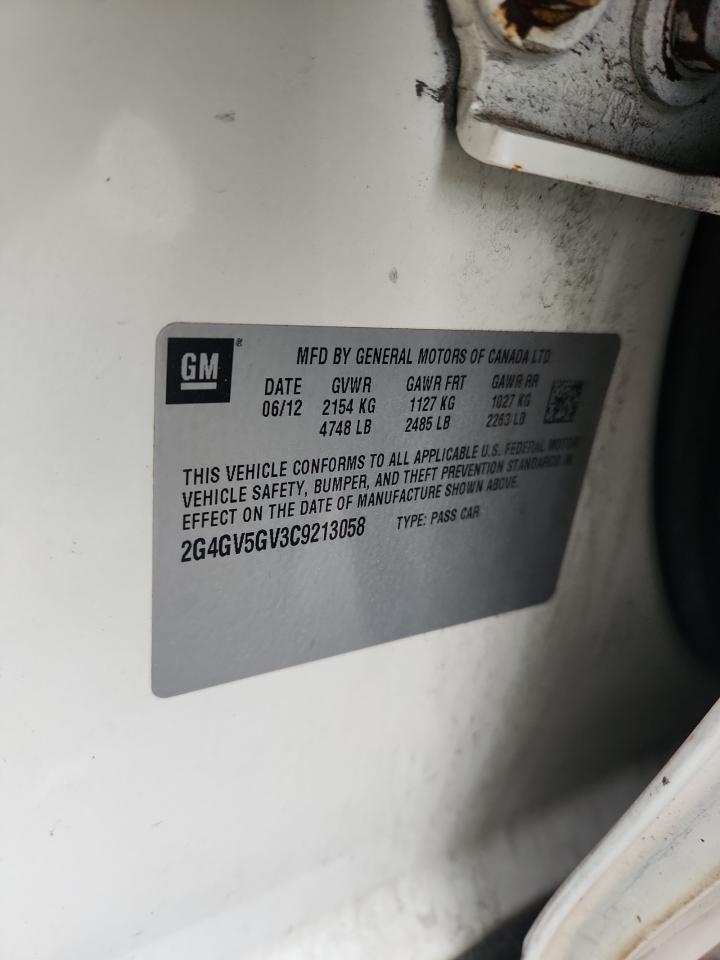 GM ®
MFD BY GENERAL MOTORS OF CANADA LTD
DATE GVWR GAWR FRT GAWR RR
06/12 2154 KG 1127 KG 1027 KG
4748 LB 2485 LB 2263 LB
THIS VEHICLE CONFORMS TO ALL APPLICABLE U.S. FEDERAL MOTOR
VEHICLE SAFETY, BUMPER, AND THEFT PREVENTION STANDARDS IN
EFFECT ON THE DATE OF MANUFACTURE SHOWN ABOVE.
2G4GV5GV3C9213058 TYPE: PASS CAR